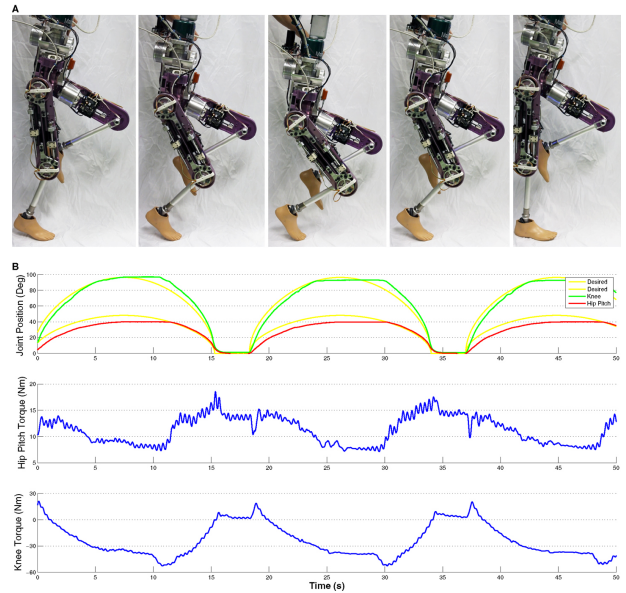 A
B
Joint Position (Deg)
100
80
60
40
20
0
Desired
Desired
Knee
Hip Pitch
0 5 10 15 20 25 30 35 40 45 50
Hip Pitch Torque (Nm)
20
15
10
5
0 5 10 15 20 25 30 35 40 45 50
Knee Torque (Nm)
30
0
-30
-60
-90
0 5 10 15 20 25 30 35 40 45 50
Time (s)